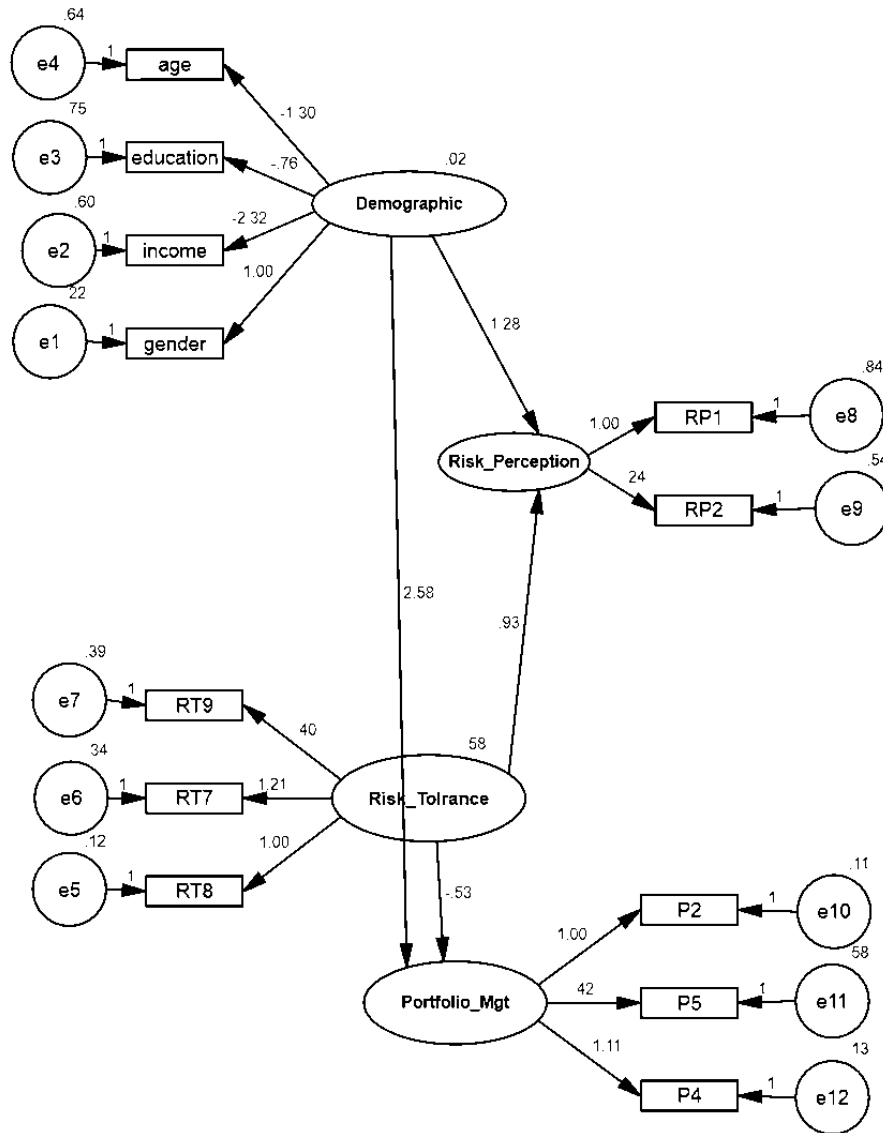 .64
e4
1
age
-1 30
.75
e3
1
education
-.76
.02
Demographic
.60
e2
1
income
-2 32
1.00
22
e1
1
gender
1 28
.84
e8
1
RP1
1.00
Risk_Perception
.54
e9
1
RP2
24
2.58
.93
.39
e7
1
RT9
40
58
34
e6
1
RT7
1.21
Risk_Tolrance
.12
e5
1
RT8
1.00
-.53
.11
e10
1
P2
1.00
Portfolio_Mgt
58
e11
1
P5
42
13
e12
1
P4
1.11